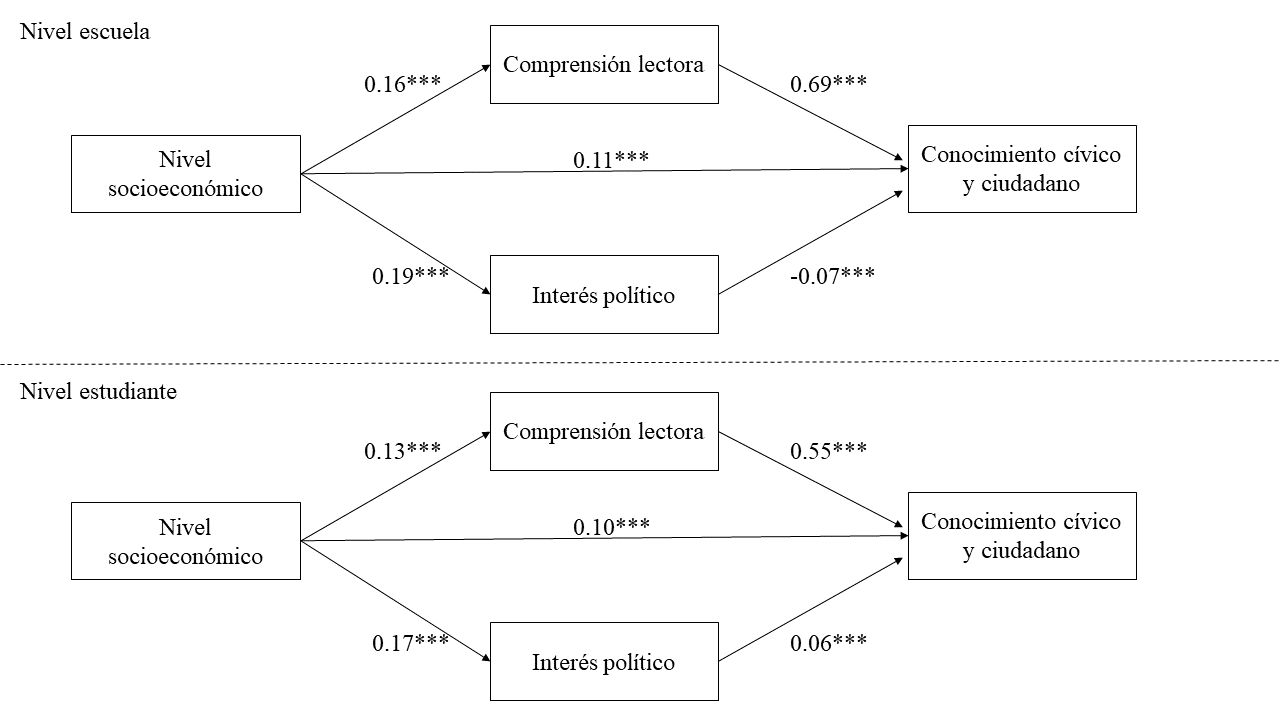 Nivel escuela
Comprensión lectora
0.16***
0.69***
Nivel
socioeconómico
0.11***
Conocimiento cívico
y ciudadano
0.19***
Interés político
-0.07***
Nivel estudiante
Comprensión lectora
0.13***
0.55***
Nivel
socioeconómico
0.10***
Conocimiento cívico
y ciudadano
0.17***
Interés político
0.06***